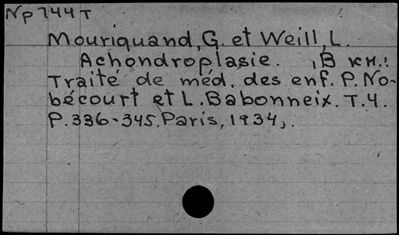 Np 744 T
Mouriquand, G. et Weill, L.
Achondroplasie. , В кн.:
Traité de méd. des enf. P. No-
bécourt et L. Babonneix. T. 4.
P. 336-345. Paris, 1934,.